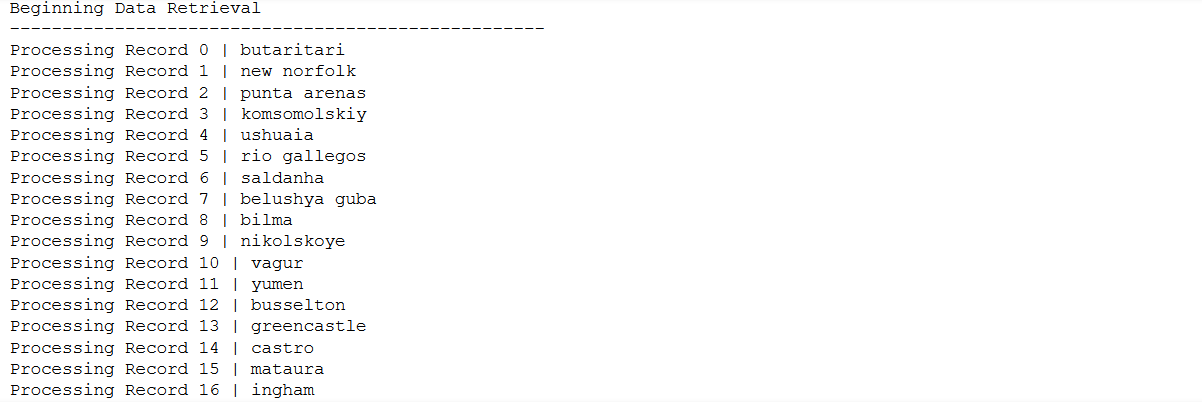 Beginning Data Retrieval
---------------------------------------------------
Processing Record 0 | butaritari
Processing Record 1 | new norfolk
Processing Record 2 | punta arenas
Processing Record 3 | komsomolskiy
Processing Record 4 | ushuaia
Processing Record 5 | rio gallegos
Processing Record 6 | saldanha
Processing Record 7 | belushya guba
Processing Record 8 | bilma
Processing Record 9 | nikolskoye
Processing Record 10 | vagur
Processing Record 11 | yumen
Processing Record 12 | busselton
Processing Record 13 | greencastle
Processing Record 14 | castro
Processing Record 15 | mataura
Processing Record 16 | ingham